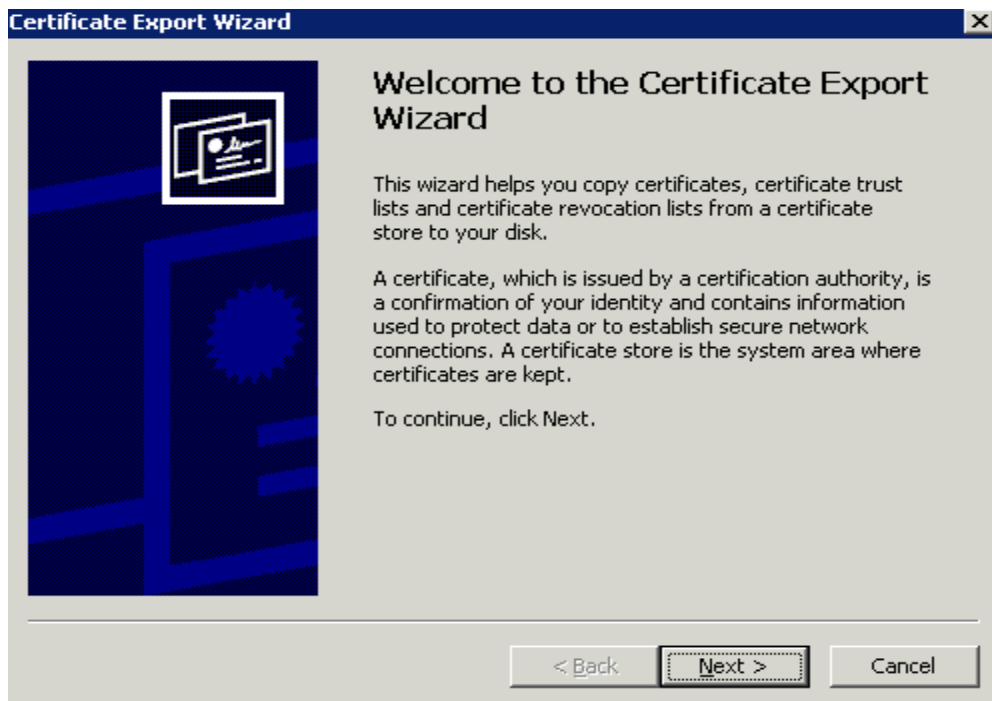 Certificate Export Wizard
Welcome to the Certificate Export
Wizard
This wizard helps you copy certificates, certificate trust
lists and certificate revocation lists from a certificate
store to your disk.
A certificate, which is issued by a certification authority, is
a confirmation of your identity and contains information
used to protect data or to establish secure network
connections. A certificate store is the system area where
certificates are kept.
To continue, click Next.
< Back
Next >
Cancel